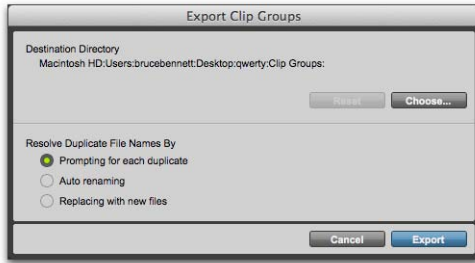 Export Clip Groups
Destination Directory
Macintosh HD:Users:brucebennett:Desktop:qwerty:Clip Groups:
Reset Choose...
Resolve Duplicate File Names By
Prompting for each duplicate
Auto renaming
Replacing with new files
Cancel Export